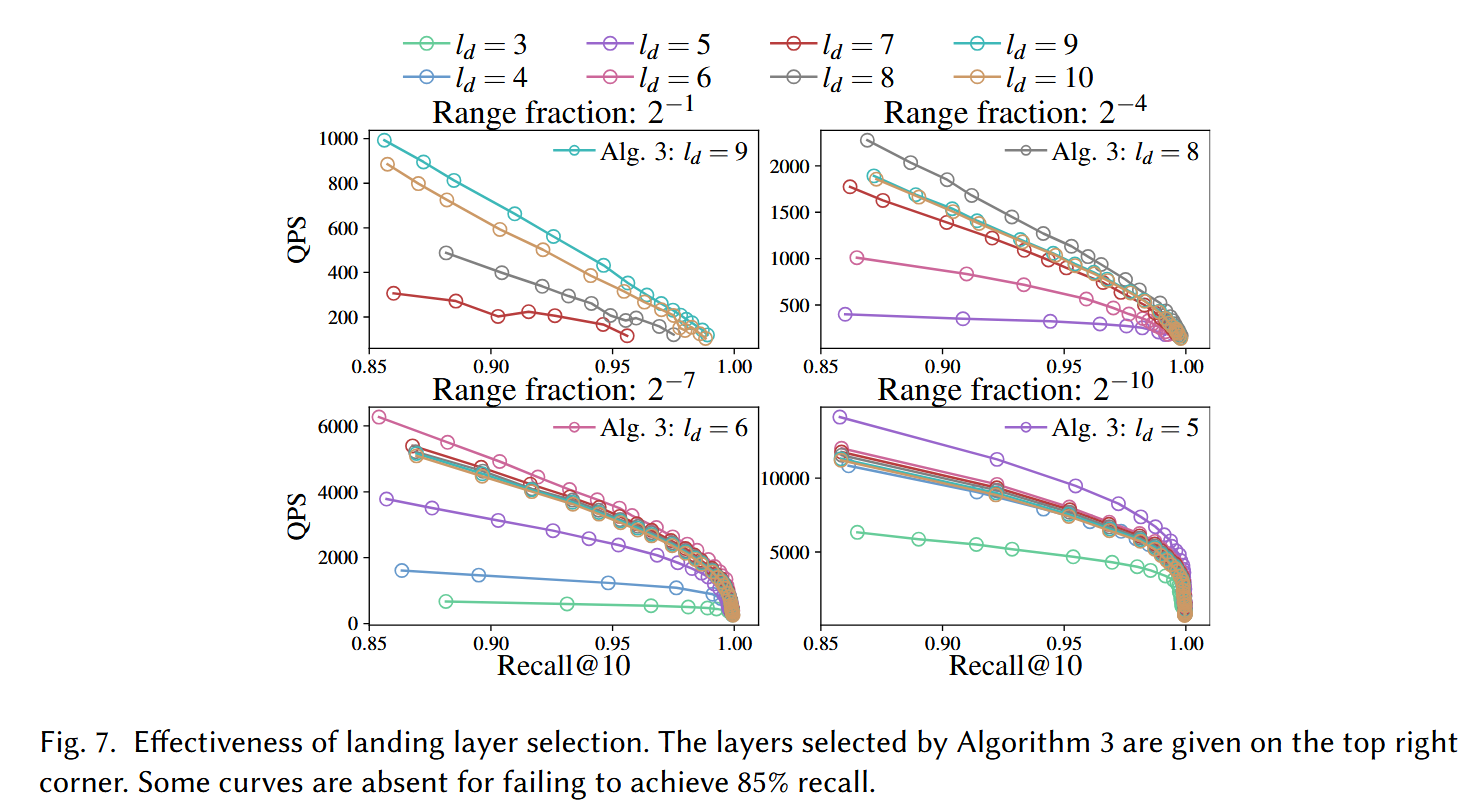 l_d = 3 l_d = 5 l_d = 7 l_d = 9
l_d = 4 l_d = 6 l_d = 8 l_d = 10
Range fraction: 2^{-1} Range fraction: 2^{-4}
1000
800
600
400
200
QPS
Alg. 3: l_d = 9
0.85 0.90 0.95 1.00
2000
1500
1000
500
Alg. 3: l_d = 8
0.85 0.90 0.95 1.00
Range fraction: 2^{-7} Range fraction: 2^{-10}
6000
4000
2000
0
QPS
Alg. 3: l_d = 6
0.85 0.90 0.95 1.00
Recall@10
10000
5000
Alg. 3: l_d = 5
0.85 0.90 0.95 1.00
Recall@10
Fig. 7. Effectiveness of landing layer selection. The layers selected by Algorithm 3 are given on the top right
corner. Some curves are absent for failing to achieve 85% recall.